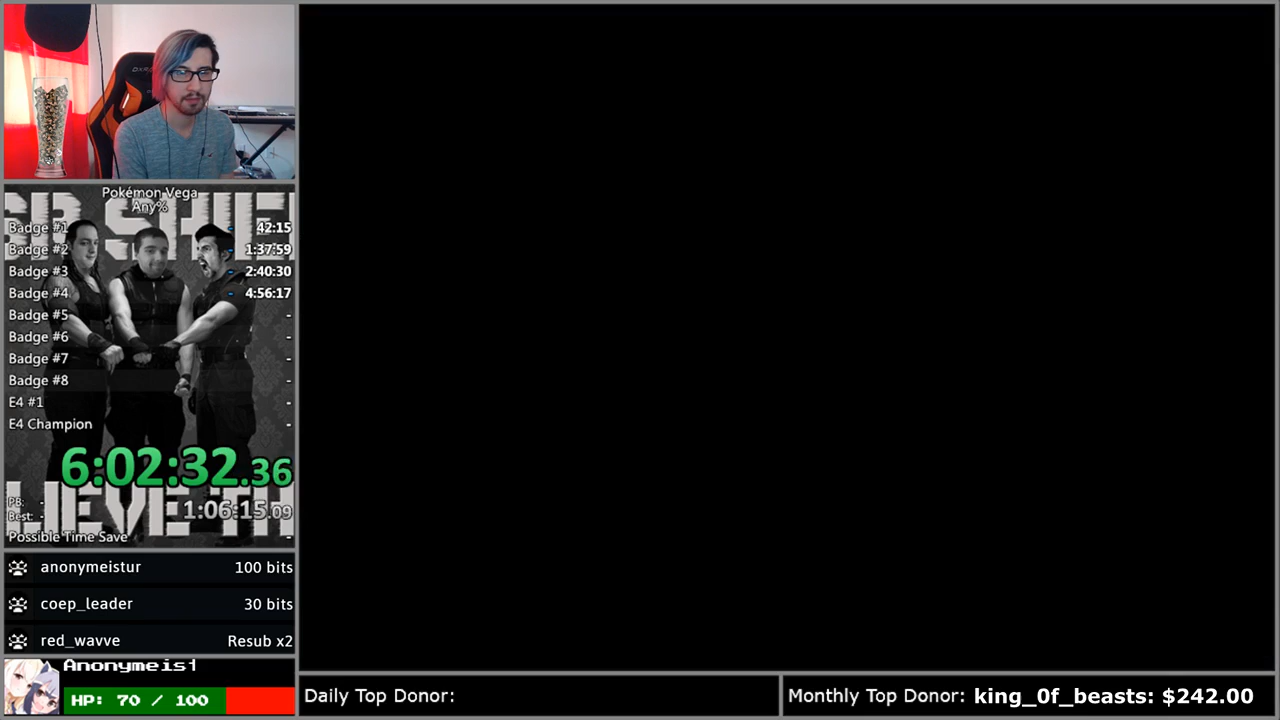 Pokémon Vega
Any%
Badge #1 - 42:15
Badge #2 - 1:37:59
Badge #3 - 2:40:30
Badge #4 - 4:56:17
Badge #5 -
Badge #6 -
Badge #7 -
Badge #8 -
E4 #1 -
E4 Champion -
6:02:32.36
PB: -
Best: -
1:06:15.09
Possible Time Save -
anonymeistur 100 bits
coep_leader 30 bits
red_wavve Resub x2
Anonymeist
HP: 70 / 100
Daily Top Donor:
Monthly Top Donor: king_0f_beasts: $242.00